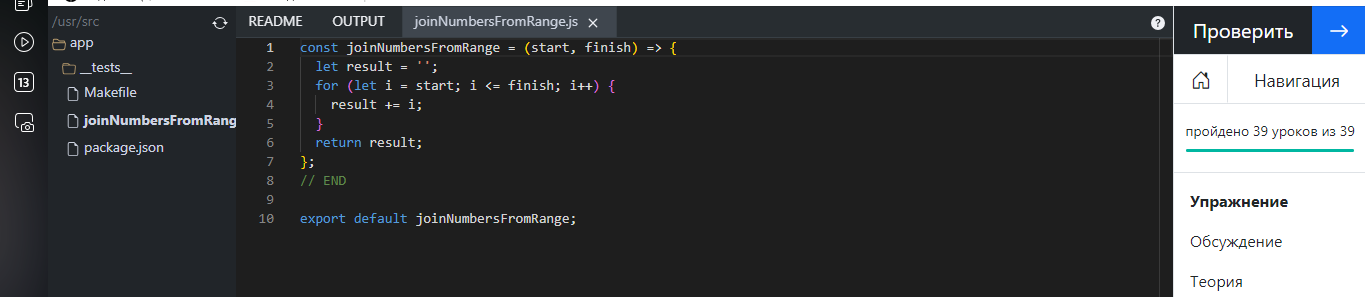 /usr/src
app
__tests__
Makefile
joinNumbersFromRang
package.json
13
README OUTPUT joinNumbersFromRange.js
1 const joinNumbersFromRange = (start, finish) => {
2 let result = '';
3 for (let i = start; i <= finish; i++) {
4 result += i;
5 }
6 return result;
7 };
8 // END
9
10 export default joinNumbersFromRange;
Проверить
Навигация
пройдено 39 уроков из 39
Упражнение
Обсуждение
Теория